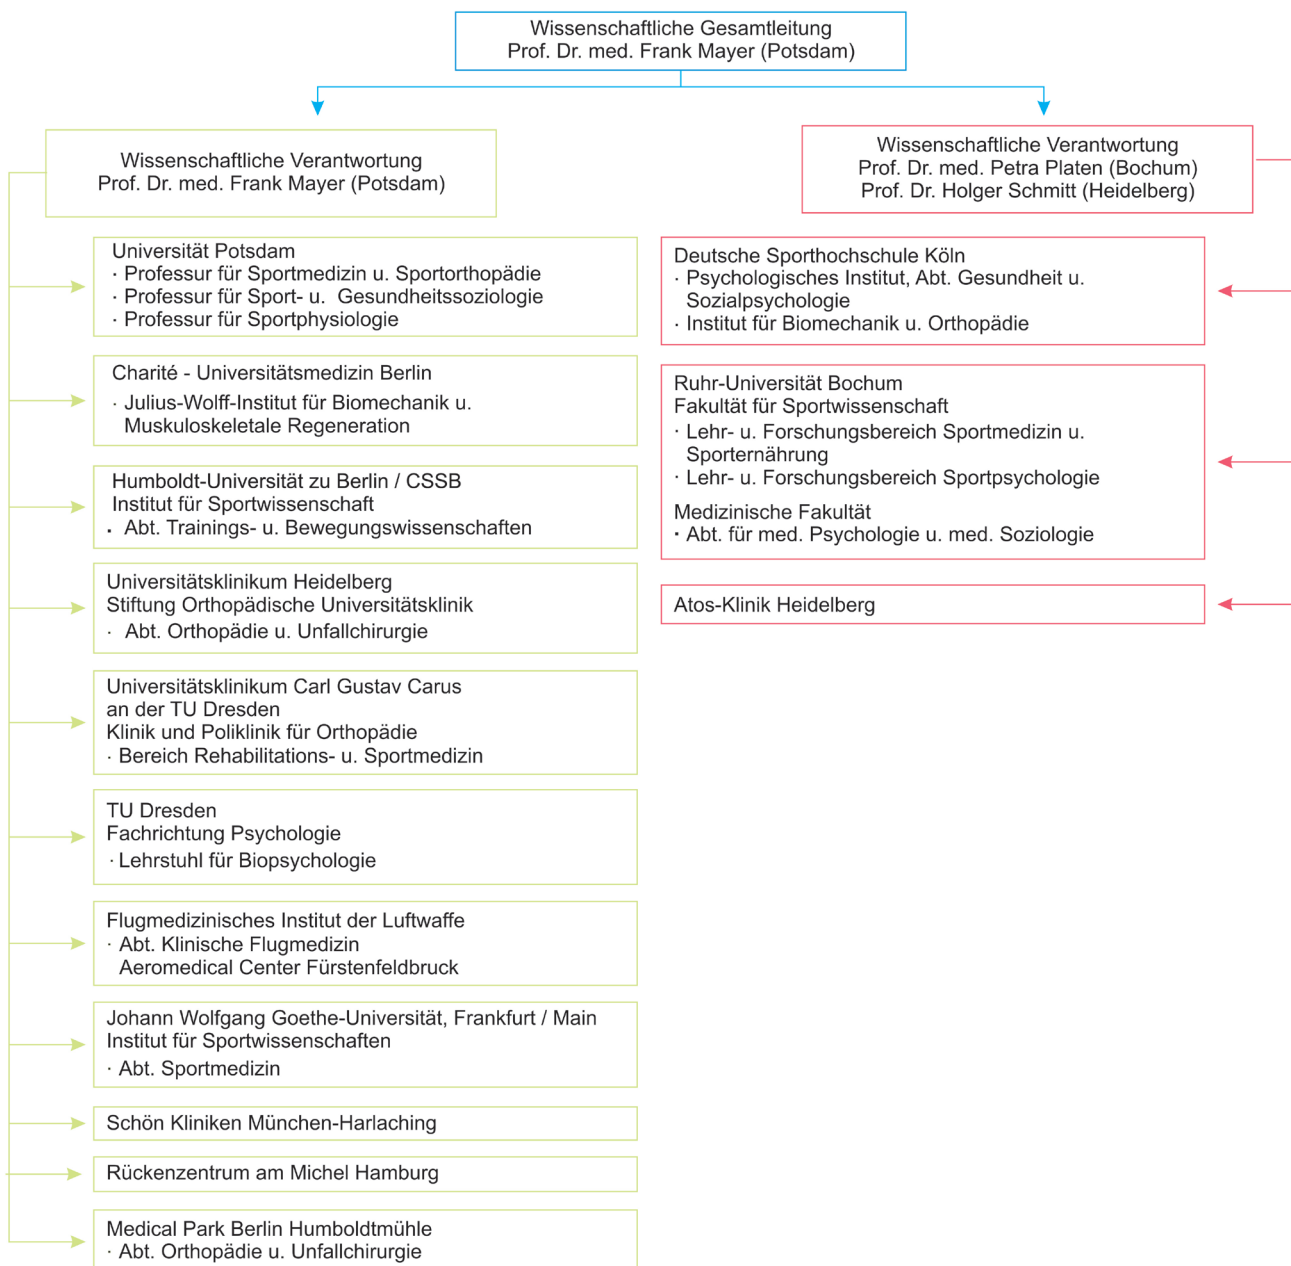 Wissenschaftliche Gesamtleitung
Prof. Dr. med. Frank Mayer (Potsdam)
Wissenschaftliche Verantwortung
Prof. Dr. med. Frank Mayer (Potsdam)
Universität Potsdam
· Professur für Sportmedizin u. Sportorthopädie
· Professur für Sport- u. Gesundheitssoziologie
· Professur für Sportphysiologie
Charité - Universitätsmedizin Berlin
· Julius-Wolff-Institut für Biomechanik u.
Muskuloskeletale Regeneration
Humboldt-Universität zu Berlin / CSSB
Institut für Sportwissenschaft
· Abt. Trainings- u. Bewegungswissenschaften
Universitätsklinikum Heidelberg
Stiftung Orthopädische Universitätsklinik
· Abt. Orthopädie u. Unfallchirurgie
Universitätsklinikum Carl Gustav Carus
an der TU Dresden
Klinik und Poliklinik für Orthopädie
· Bereich Rehabilitations- u. Sportmedizin
TU Dresden
Fachrichtung Psychologie
· Lehrstuhl für Biopsychologie
Flugmedizinisches Institut der Luftwaffe
· Abt. Klinische Flugmedizin
Aeromedical Center Fürstenfeldbruck
Johann Wolfgang Goethe-Universität, Frankfurt / Main
Institut für Sportwissenschaften
· Abt. Sportmedizin
Schön Kliniken München-Harlaching
Rückenzentrum am Michel Hamburg
Medical Park Berlin Humboldtmühle
· Abt. Orthopädie u. Unfallchirurgie
Wissenschaftliche Verantwortung
Prof. Dr. med. Petra Platen (Bochum)
Prof. Dr. Holger Schmitt (Heidelberg)
Deutsche Sporthochschule Köln
· Psychologisches Institut, Abt. Gesundheit u.
Sozialpsychologie
· Institut für Biomechanik u. Orthopädie
Ruhr-Universität Bochum
Fakultät für Sportwissenschaft
· Lehr- u. Forschungsbereich Sportmedizin u.
Sporternährung
· Lehr- u. Forschungsbereich Sportpsychologie
Medizinische Fakultät
· Abt. für med. Psychologie u. med. Soziologie
Atos-Klinik Heidelberg